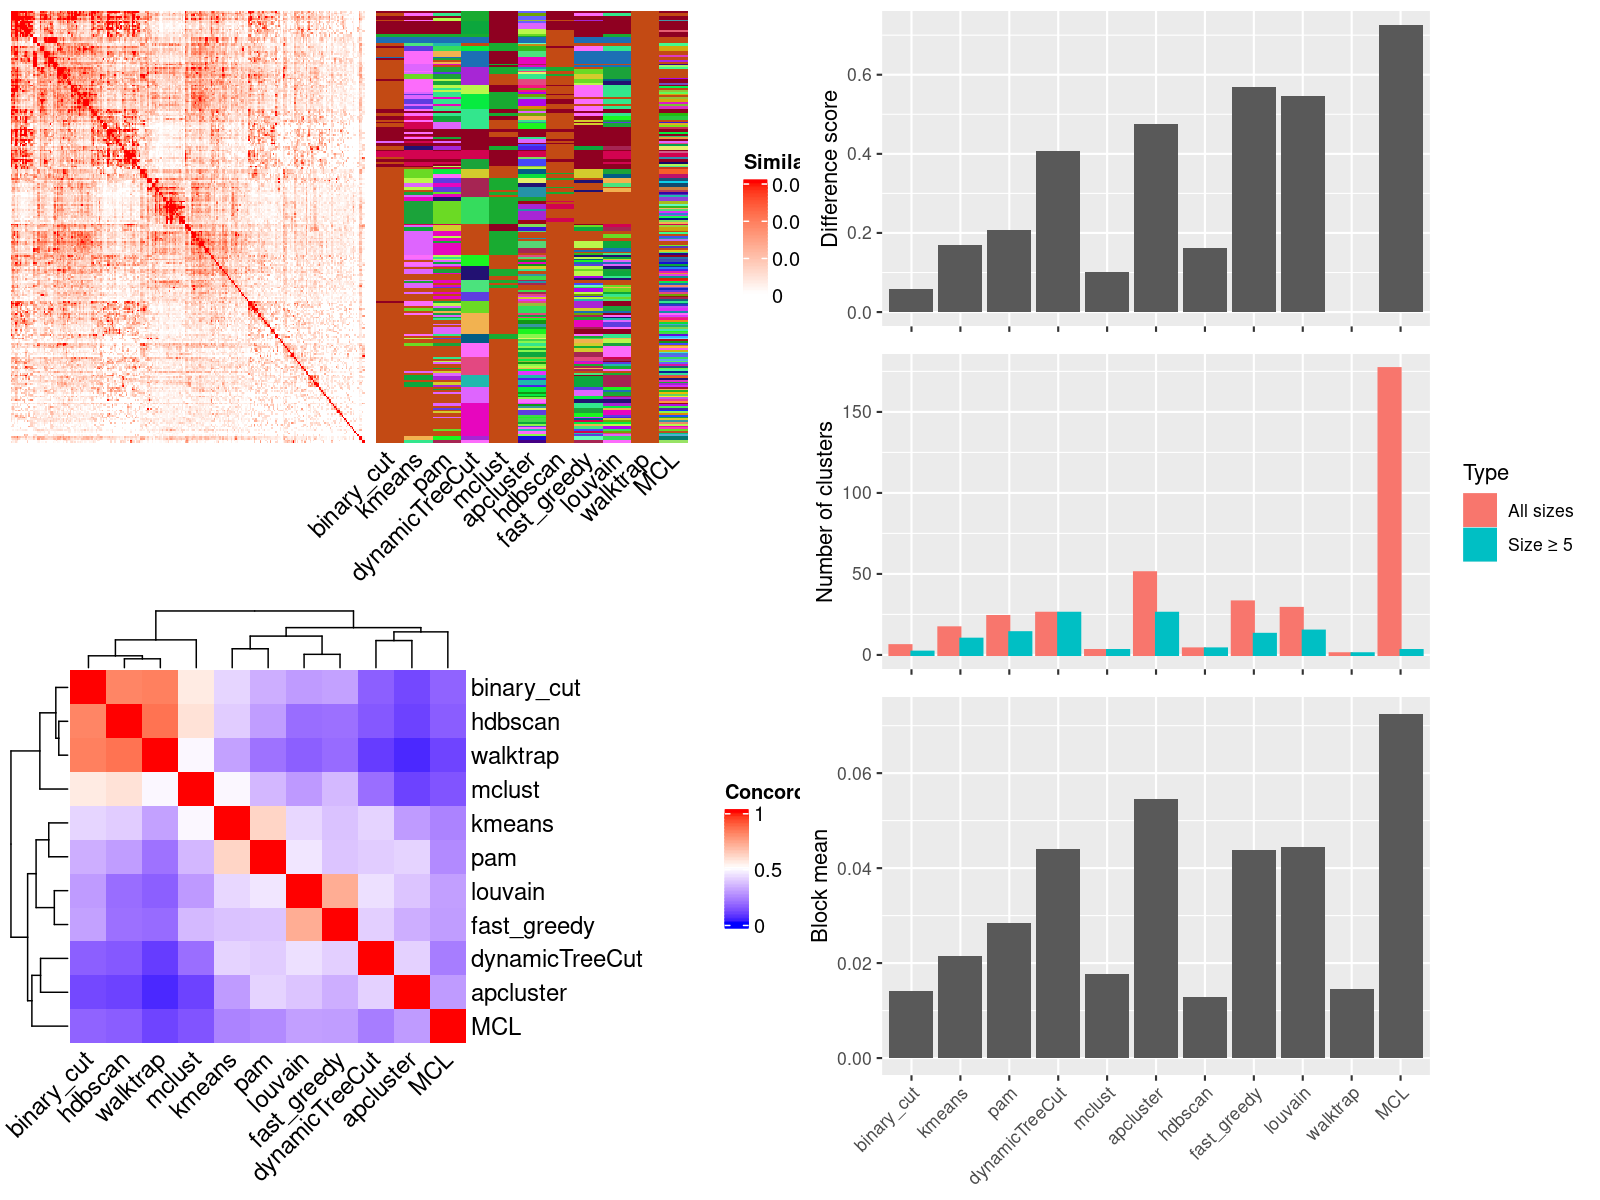 Simila
0.0
0.0
0.0
0
binary_cut
kmeans
pam
dynamicTreeCut
mclust
apcluster
hdbscan
fast_greedy
louvain
walktrap
MCL
binary_cut
hdbscan
walktrap
mclust
kmeans
pam
louvain
fast_greedy
dynamicTreeCut
apcluster
MCL
binary_cut
hdbscan
walktrap
mclust
kmeans
pam
louvain
fast_greedy
dynamicTreeCut
apcluster
MCL
Concorc
1
0.5
0
Difference score
0.6
0.4
0.2
0.0
Number of clusters
150
100
50
0
Type
All sizes
Size ≥ 5
Block mean
0.06
0.04
0.02
0.00
binary_cut
kmeans
pam
dynamicTreeCut
mclust
apcluster
hdbscan
fast_greedy
louvain
walktrap
MCL